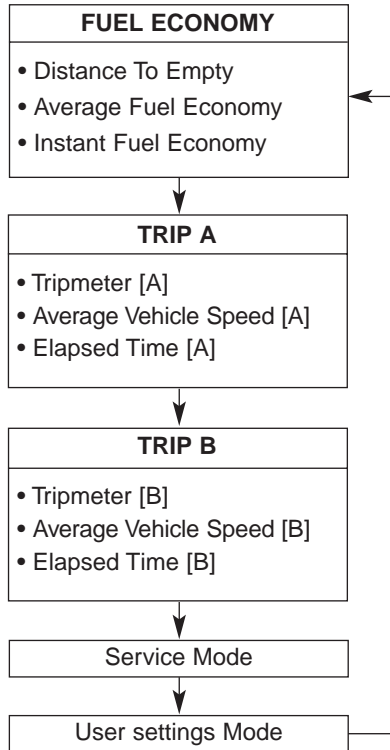 FUEL ECONOMY
• Distance To Empty
• Average Fuel Economy
• Instant Fuel Economy
TRIP A
• Tripmeter [A]
• Average Vehicle Speed [A]
• Elapsed Time [A]
TRIP B
• Tripmeter [B]
• Average Vehicle Speed [B]
• Elapsed Time [B]
Service Mode
User settings Mode